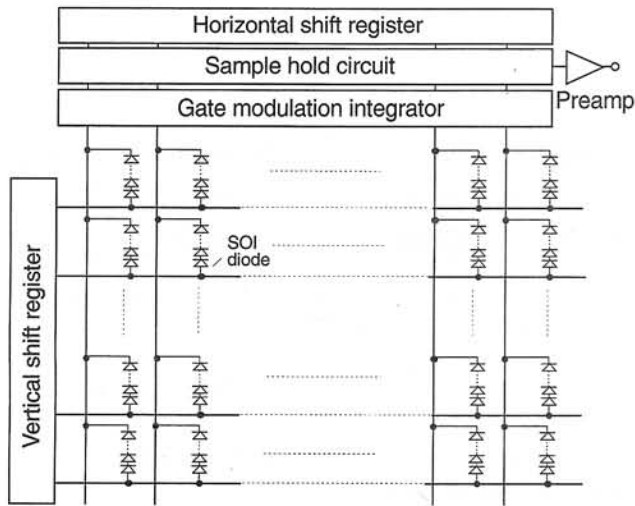 Horizontal shift register
Sample hold circuit
Preamp
Gate modulation integrator
SOI
diode
Vertical shift register